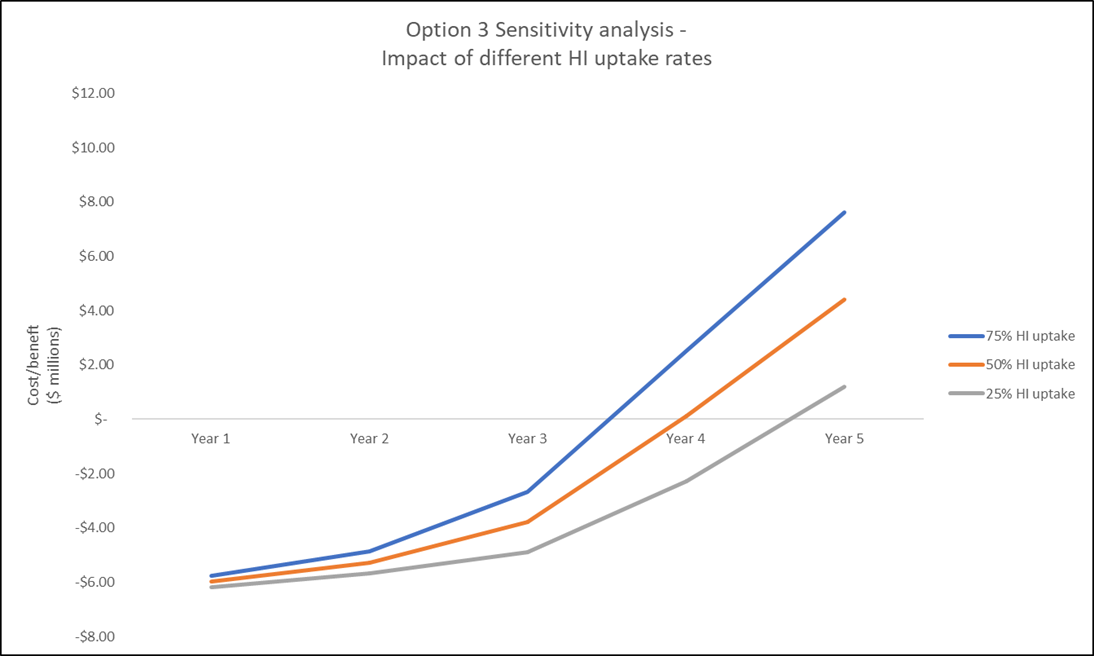 Option 3 Sensitivity analysis -
Impact of different HI uptake rates
$12.00
$10.00
$8.00
$6.00
$4.00
$2.00
$-
-$2.00
-$4.00
-$6.00
-$8.00
Cost/beneft
($ millions)
Year 1
Year 2
Year 3
Year 4
Year 5
75% HI uptake
50% HI uptake
25% HI uptake